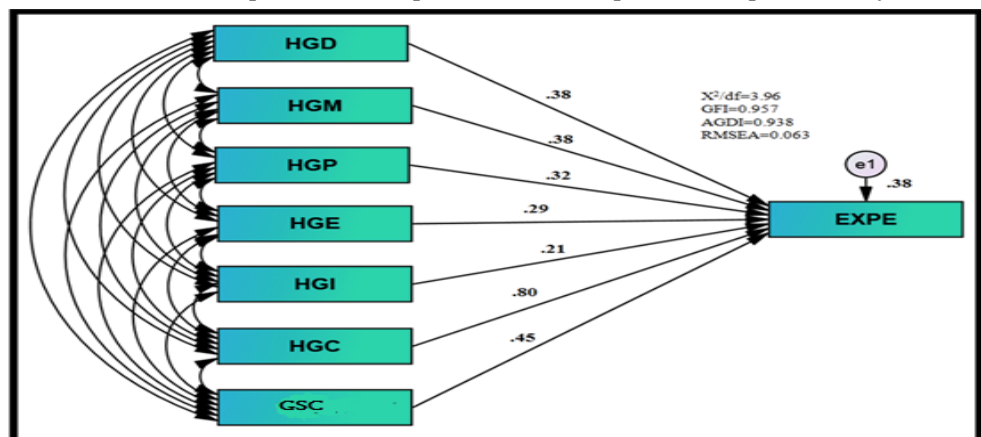 HGD
HGM
HGP
HGE
HGI
HGC
GSC
.38
.38
.32
.29
.21
.80
.45
X²/df=3.96
GFI=0.957
AGDI=0.938
RMSEA=0.063
e1
.38
EXPE